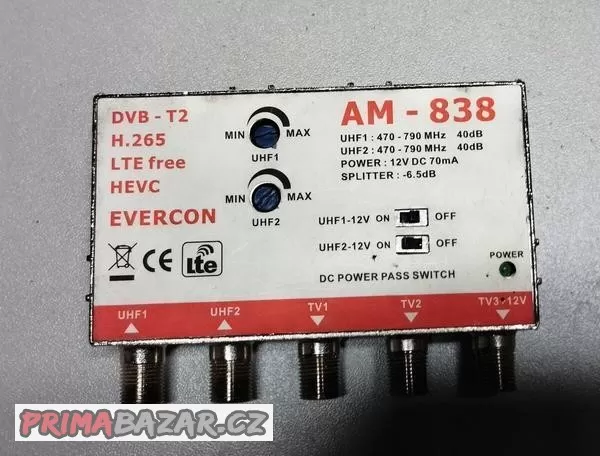 DVB - T2
H.265
LTE free
HEVC
EVERCON
MIN MAX
UHF1
MIN MAX
UHF2
AM - 838
UHF1 : 470 - 790 MHz 40dB
UHF2 : 470 - 790 MHz 40dB
POWER : 12V DC 70mA
SPLITTER : -6.5dB
UHF1-12V ON OFF
UHF2-12V ON OFF
DC POWER PASS SWITCH
POWER
CE Lte
UHF1 UHF2 TV1 TV2 TV3+12V
PRIMABAZAR.CZ